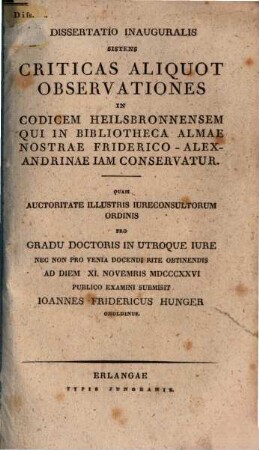 Diss.
DISSERTATIO INAUGURALIS
SISTENS
CRITICAS ALIQUOT
OBSERVATIONES
IN
CODICEM HEILSBRONNENSEM
QUI IN BIBLIOTHECA ALMAE
NOSTRAE FRIDERICO-ALEX-
ANDRINAE IAM CONSERVATUR.
QUAM
AUCTORITATE ILLUSTRIS IURECONSULTORUM
ORDINIS
PRO
GRADU DOCTORIS IN UTROQUE IURE
NEC NON PRO VENIA DOCENDI RITE OBTINENDIS
AD DIEM XI. NOVEMRIS MDCCCXXVI
PUBLICO EXAMINI SUBMISIT
IOANNES FRIDERICUS HUNGER
ONOLDINUS.
ERLANGAE
TYPIS JUNGEANIS.